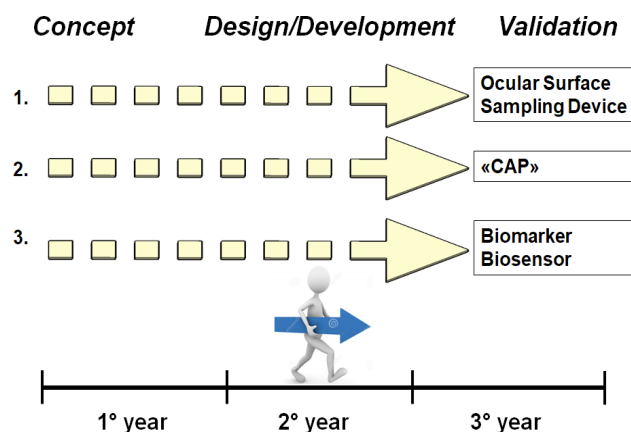 Concept Design/Development Validation
1. Ocular Surface
Sampling Device
2. «CAP»
3. Biomarker
Biosensor
1° year 2° year 3° year